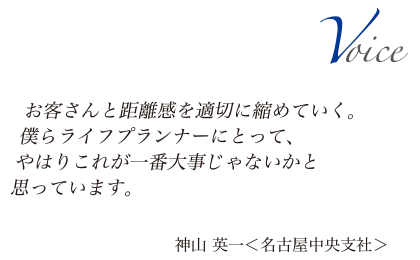 Voice
お客さんと距離感を適切に縮めていく。
僕らライフプランナーにとって、
やはりこれが一番大事じゃないかと
思っています。
神山 英一＜名古屋中央支社＞